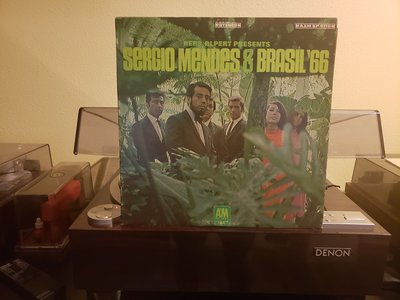 HERB ALPERT PRESENTS
SERGIO MENDES & BRASIL '66
A&M
DENON